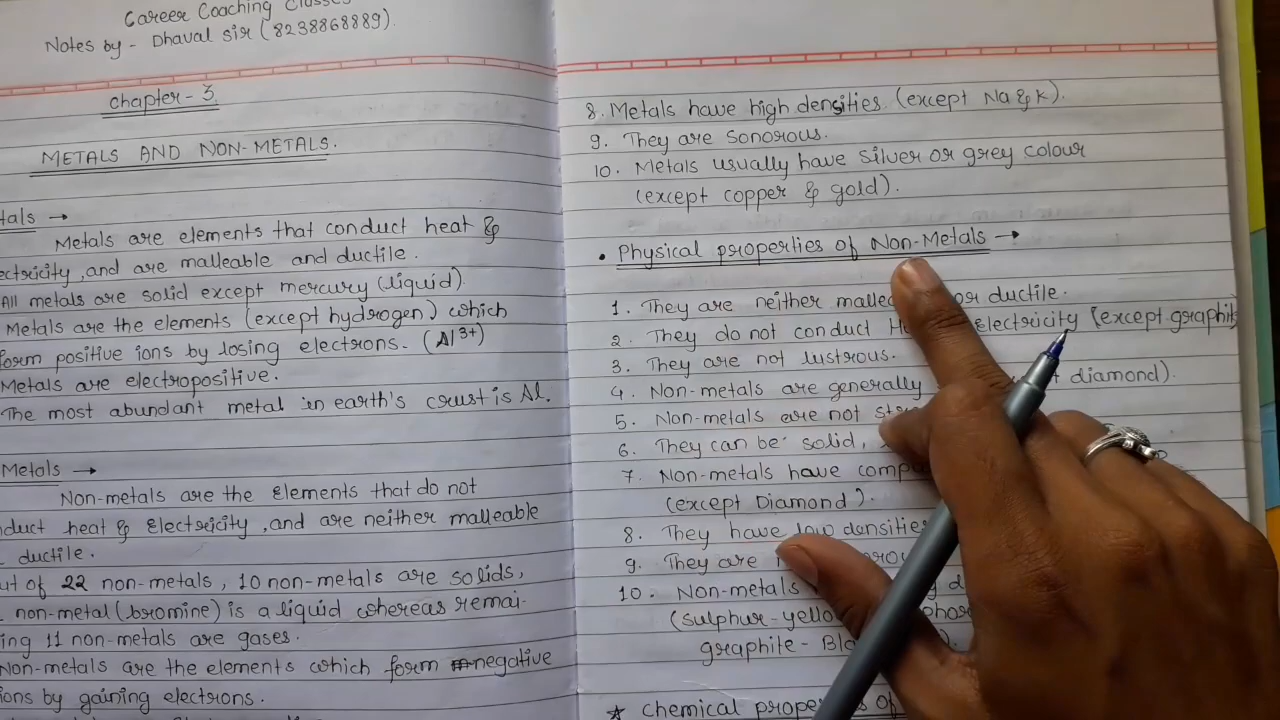 Career Coaching Classes
Notes by - Dhaval sir (8238868889).
Chapter - 3
METALS AND NON-METALS.
tals →
Metals are elements that conduct heat &
ectricity, and are malleable and ductile.
All metals are solid except mercury (liquid).
Metals are the elements (except hydrogen) which
form positive ions by losing electrons. (Al3+)
Metals are electropositive.
The most abundant metal in earth's crust is Al.
Metals →
Non-metals are the Elements that do not
nduct heat & Electricity, and are neither malleable
ductile.
ut of 22 non-metals, 10 non-metals are solids,
non-metal (bromine) is a liquid whereas remai-
ing 11 non-metals are gases.
Non-metals are the elements which form negative
ions by gaining electrons.
8. Metals have high densities (except Na & K).
9. They are Sonorous.
10. Metals usually have Silver or grey colour
(except copper & gold).
• Physical properties of Non-Metals →
1. They are neither mallea or ductile.
2. They do not conduct H Electricity (except graphit
3. They are not lustrous.
4. Non-metals are generally diamond).
5. Non-metals are not
6. They can be solid,
7. Non-metals have comp
(except Diamond).
8. They have low densities
9. They are
10. Non-metals
(sulphur-yello phor
graphite - Bla
★ Chemical of